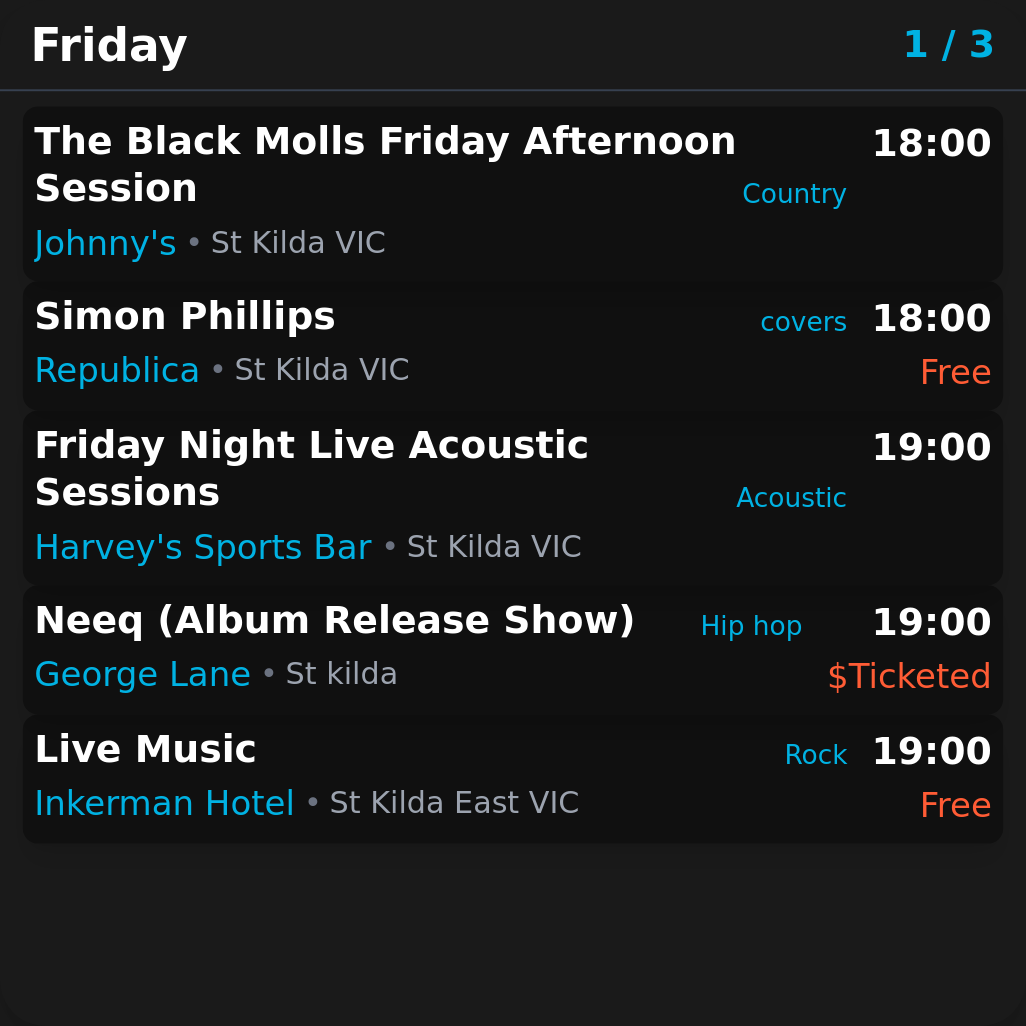 Friday 1 / 3
The Black Molls Friday Afternoon
Session Country 18:00
Johnny's • St Kilda VIC
Simon Phillips covers 18:00
Republica • St Kilda VIC Free
Friday Night Live Acoustic
Sessions Acoustic 19:00
Harvey's Sports Bar • St Kilda VIC
Neeq (Album Release Show) Hip hop 19:00
George Lane • St kilda $Ticketed
Live Music Rock 19:00
Inkerman Hotel • St Kilda East VIC Free